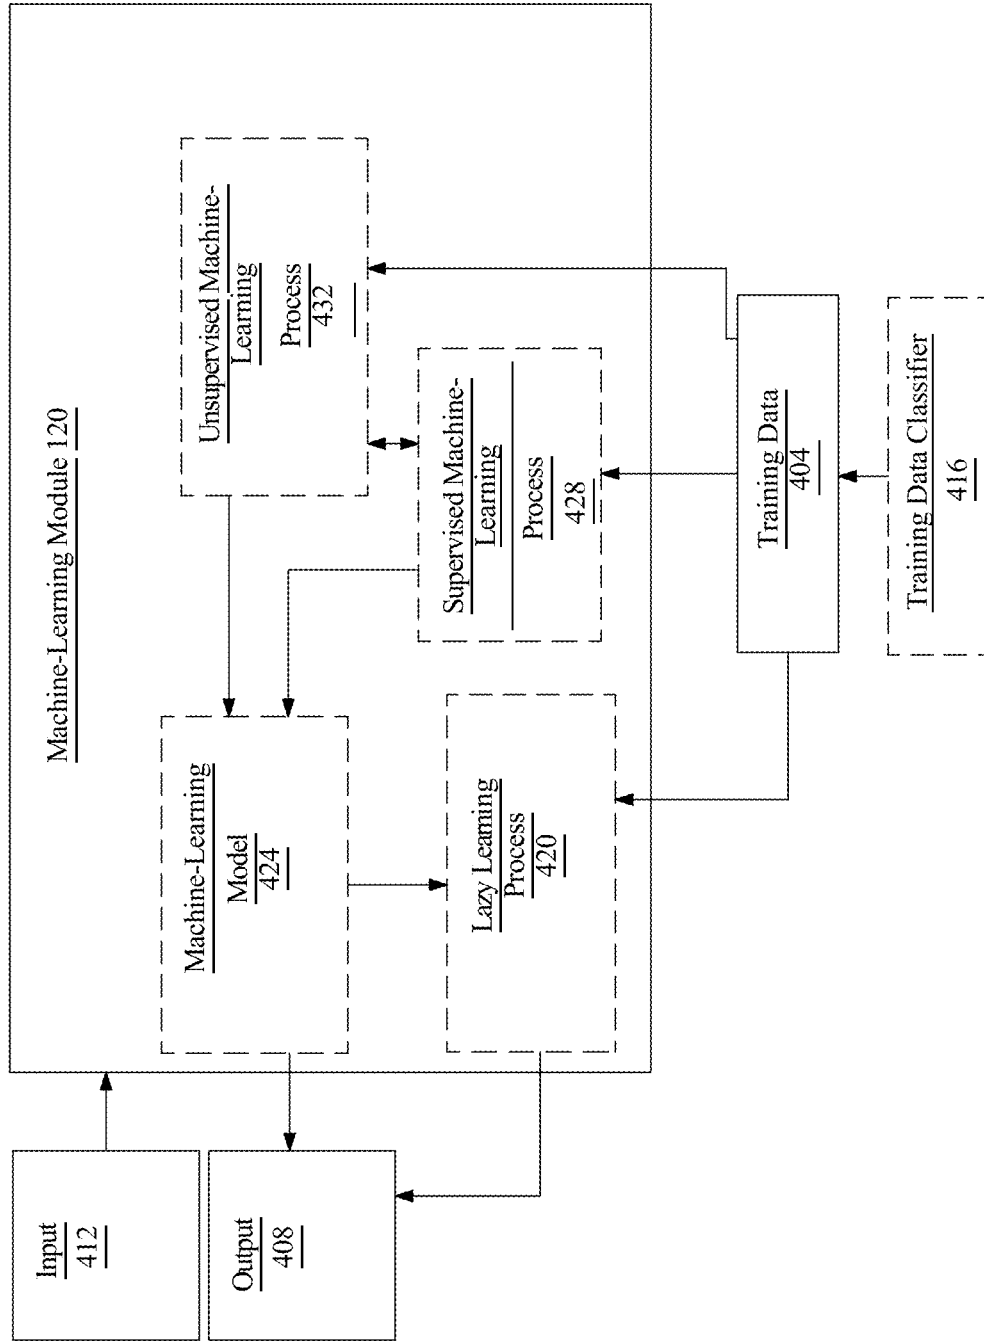 Machine-Learning Module 120
Input
412
Output
408
Machine-Learning
Model
424
Unsupervised Machine-
Learning
Process
432
Lazy Learning
Process
420
Supervised Machine-
Learning
Process
428
Training Data
404
Training Data Classifier
416